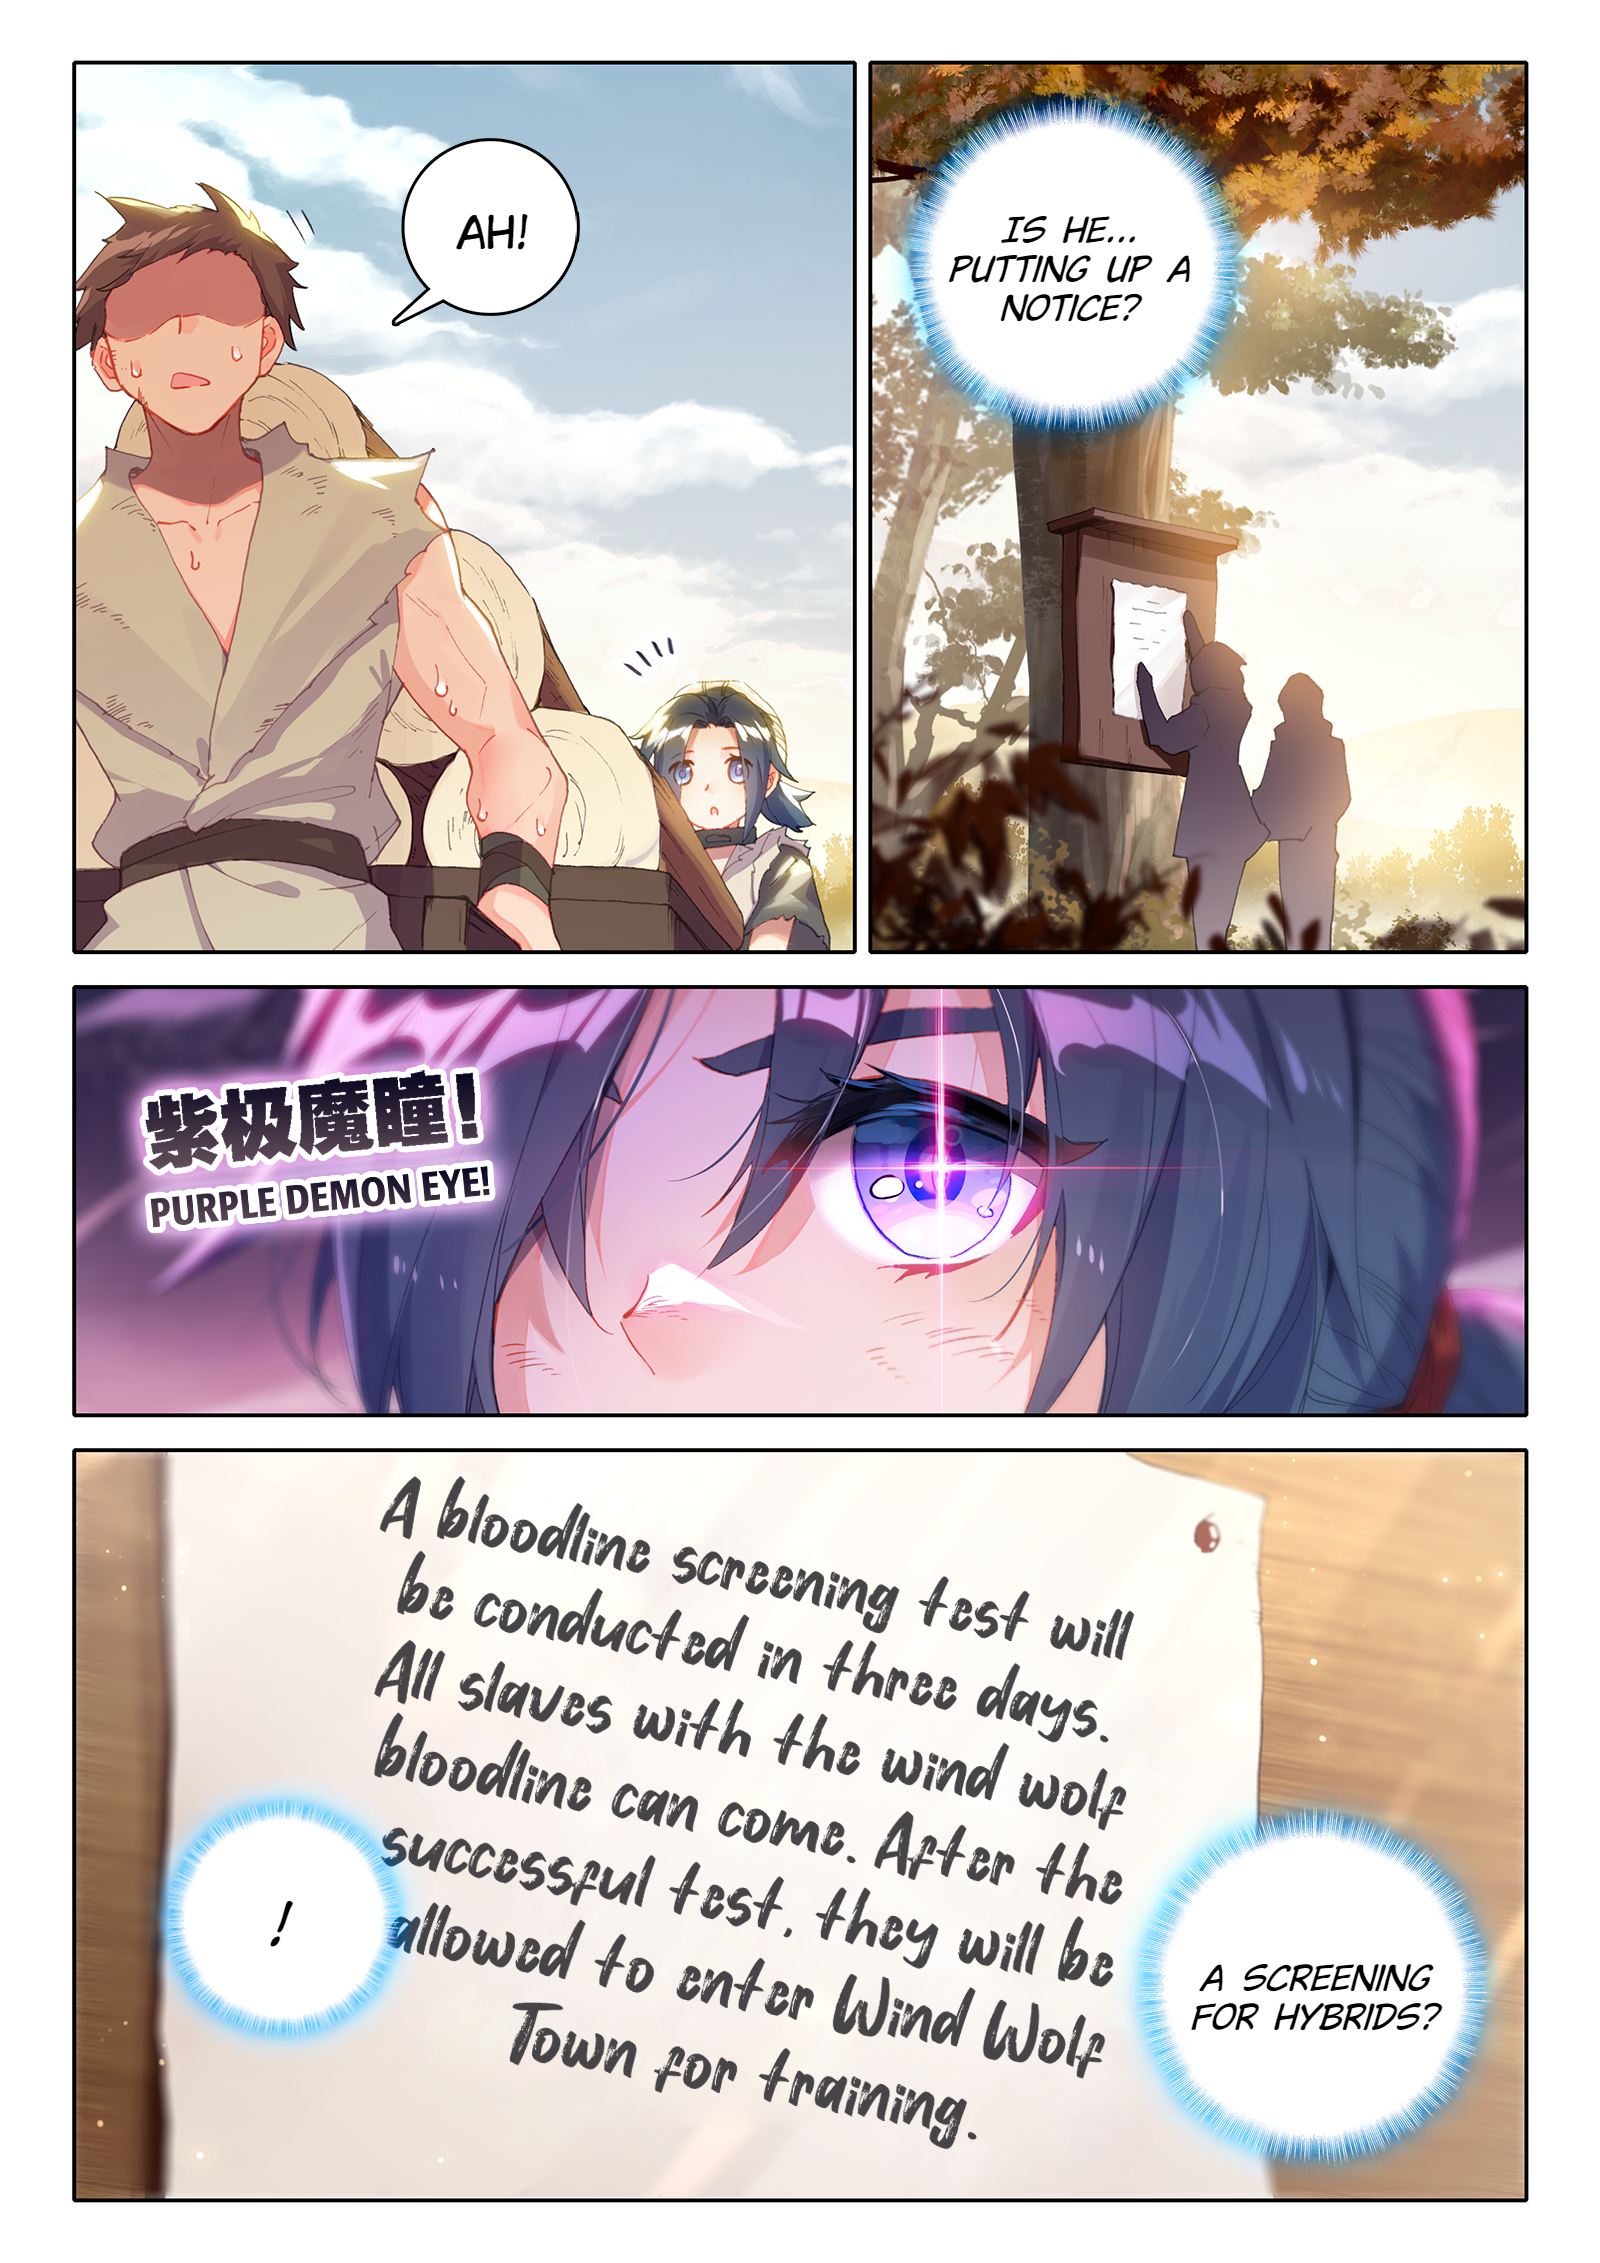 AH!
IS HE...
PUTTING UP A
NOTICE?
紫极魔瞳！
PURPLE DEMON EYE!
A bloodline screening test will
be conducted in three days.
All slaves with the wind wolf
bloodline can come. After the
successful test, they will be
allowed to enter Wind Wolf
Town for training.
!
A SCREENING
FOR HYBRIDS?